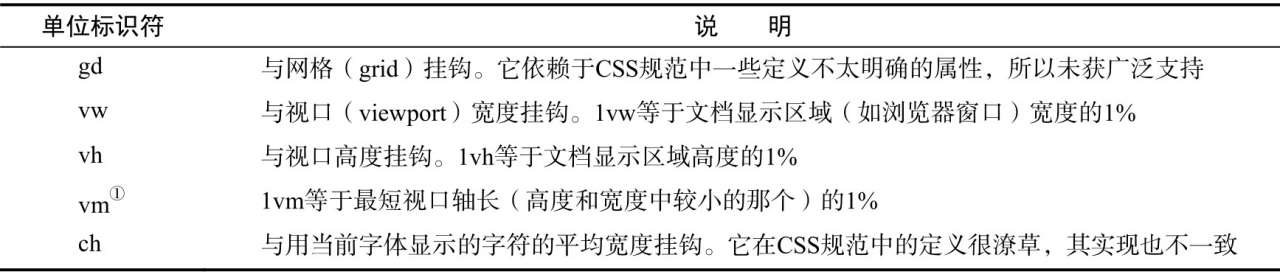 单位标识符 说 明
gd 与网格（grid）挂钩。它依赖于CSS规范中一些定义不太明确的属性，所以未获广泛支持
vw 与视口（viewport）宽度挂钩。1vw等于文档显示区域（如浏览器窗口）宽度的1%
vh 与视口高度挂钩。1vh等于文档显示区域高度的1%
vm① 1vm等于最短视口轴长（高度和宽度中较小的那个）的1%
ch 与用当前字体显示的字符的平均宽度挂钩。它在CSS规范中的定义很潦草，其实现也不一致